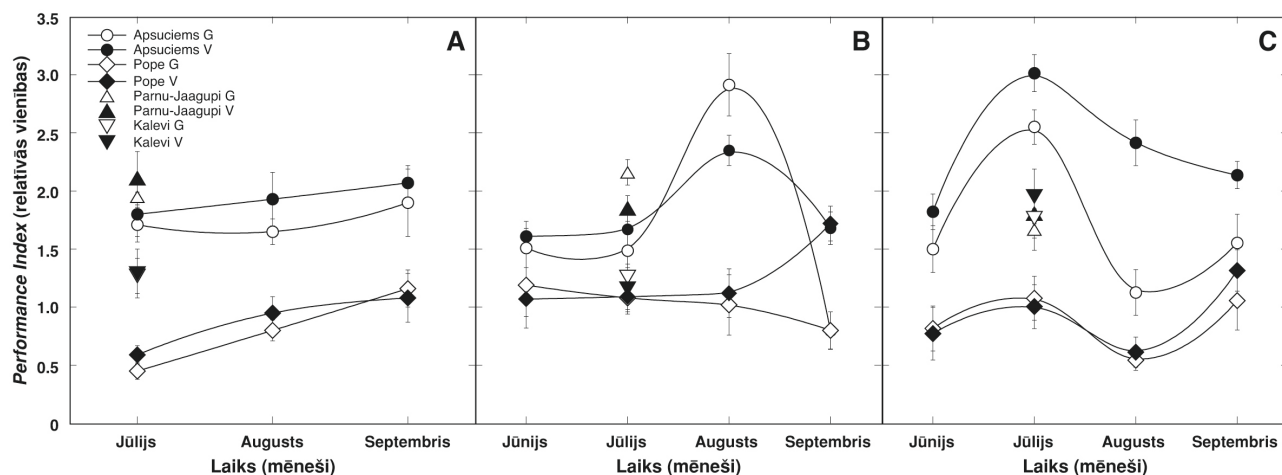 3.5
3.0
2.5
2.0
1.5
1.0
0.5
0
Performance Index (relatīvās vienības)
Apsuciems G
Apsuciems V
Pope G
Pope V
Parnu-Jaagupi G
Parnu-Jaagupi V
Kalevi G
Kalevi V
A
B
C
Jūlijs Augusts Septembris
Jūnijs Jūlijs Augusts Septembris
Jūnijs Jūlijs Augusts Septembris
Laiks (mēneši)
Laiks (mēneši)
Laiks (mēneši)